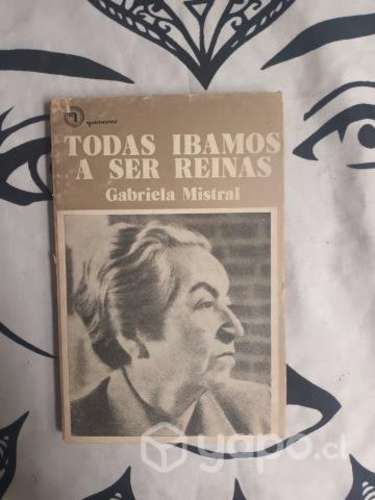 TODAS IBAMOS
A SER REINAS
Gabriela Mistral
yapo.cl